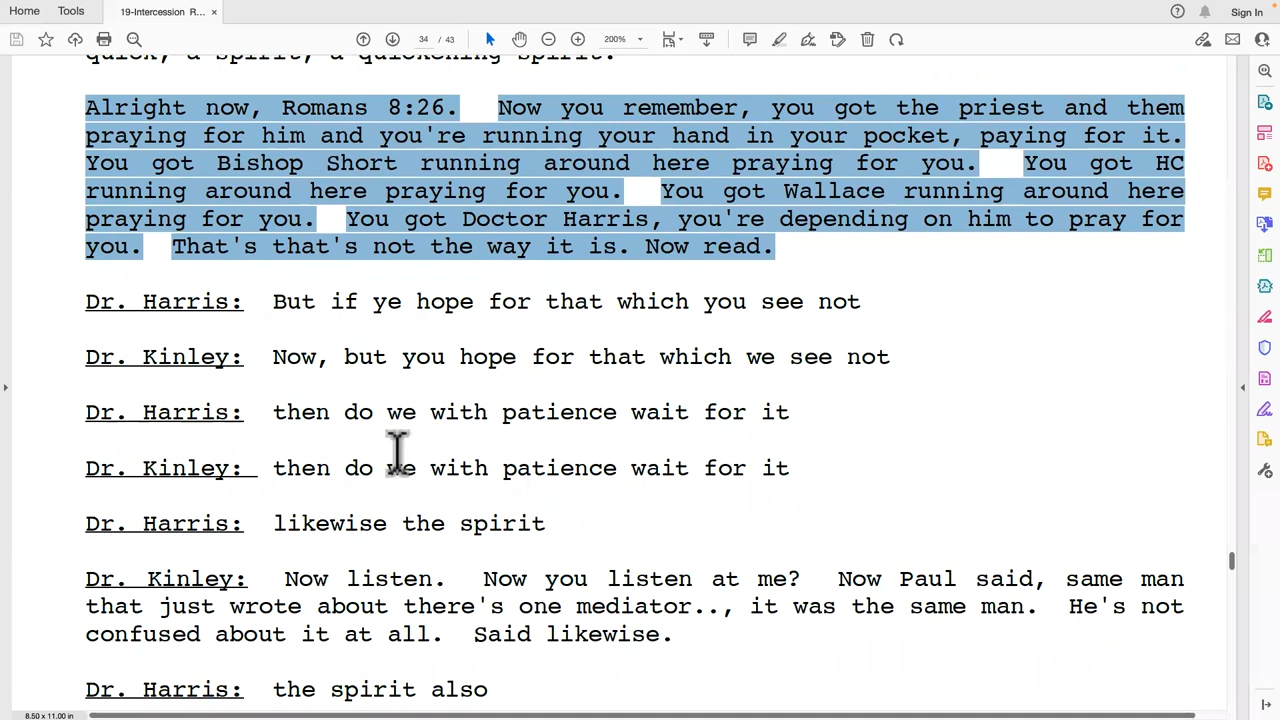 Home Tools 19-Intercession R... × Sign In
34 / 43 200%
quick, a spirit, a quickening spirit.
Alright now, Romans 8:26. Now you remember, you got the priest and them
praying for him and you're running your hand in your pocket, paying for it.
You got Bishop Short running around here praying for you. You got HC
running around here praying for you. You got Wallace running around here
praying for you. You got Doctor Harris, you're depending on him to pray for
you. That's that's not the way it is. Now read.
Dr. Harris: But if ye hope for that which you see not
Dr. Kinley: Now, but you hope for that which we see not
Dr. Harris: then do we with patience wait for it
Dr. Kinley: then do we with patience wait for it
Dr. Harris: likewise the spirit
Dr. Kinley: Now listen. Now you listen at me? Now Paul said, same man
that just wrote about there's one mediator.., it was the same man. He's not
confused about it at all. Said likewise.
Dr. Harris: the spirit also
8.50 x 11.00 in